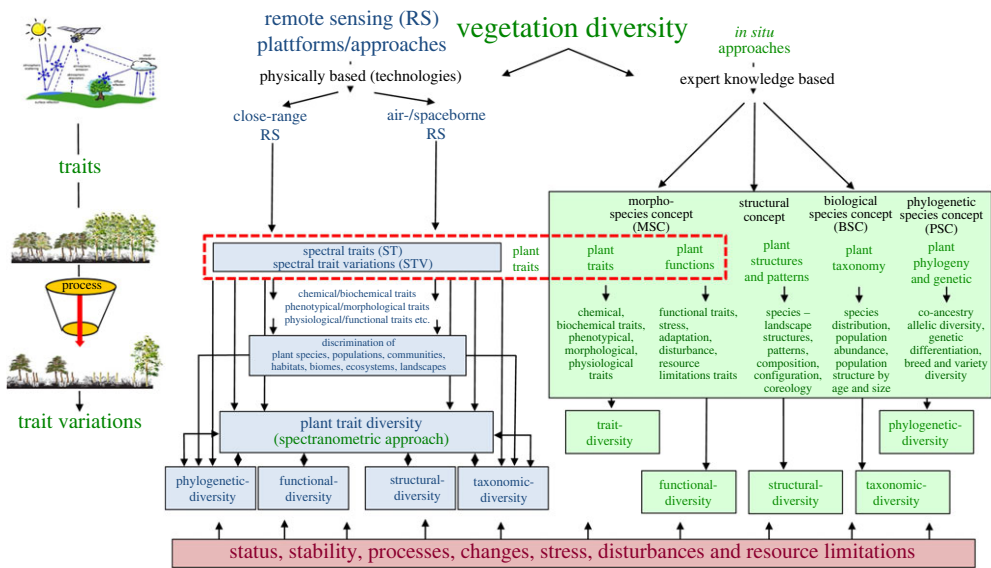 remote sensing (RS)
plattforms/approaches
physically based (technologies)
close-range
RS
air-/spaceborne
RS
vegetation diversity
in situ
approaches
expert knowledge based
traits
process
trait variations
spectral traits (ST)
spectral trait variations (STV)
plant
traits
chemical/biochemical traits
phenotypical/morphological traits
physiological/functional traits etc.
discrimination of
plant species, populations, communities,
habitats, biomes, ecosystems, landscapes
plant trait diversity
(spectranometric approach)
phylogenetic-
diversity
functional-
diversity
structural-
diversity
taxonomic-
diversity
morpho-
species concept
(MSC)
structural
concept
biological
species concept
(BSC)
phylogenetic
species concept
(PSC)
plant
traits
plant
functions
plant
structures
and patterns
plant
taxonomy
plant
phylogeny
and genetic
chemical,
biochemical traits,
phenotypical,
morphological,
physiological
traits
functional traits,
stress,
adaptation,
disturbance,
resource
limitations traits
species –
landscape
structures,
patterns,
composition,
configuration,
coreology
species
distribution,
population
abundance,
population
structure by
age and size
co-ancestry
allelic diversity,
genetic
differentiation,
breed and variety
diversity
trait-
diversity
phylogenetic-
diversity
functional-
diversity
structural-
diversity
taxonomic-
diversity
status, stability, processes, changes, stress, disturbances and resource limitations